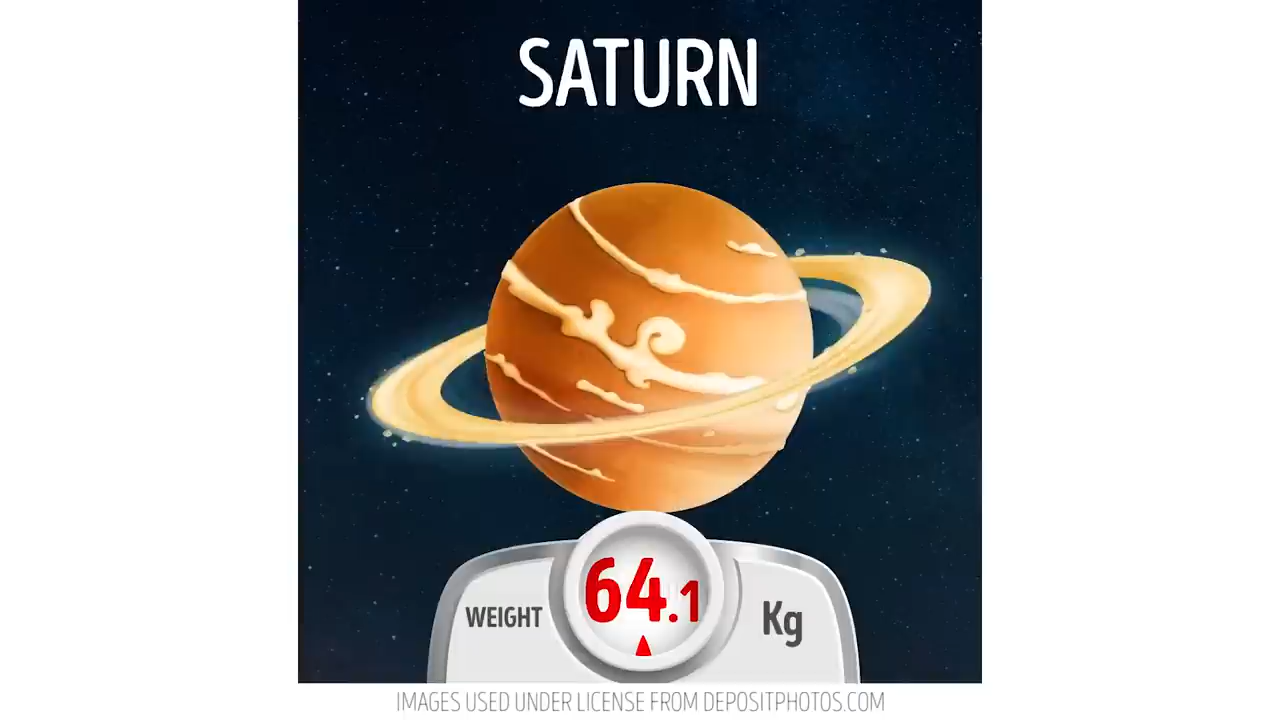 SATURN
WEIGHT 64.1 Kg
IMAGES USED UNDER LICENSE FROM DEPOSITPHOTOS.COM